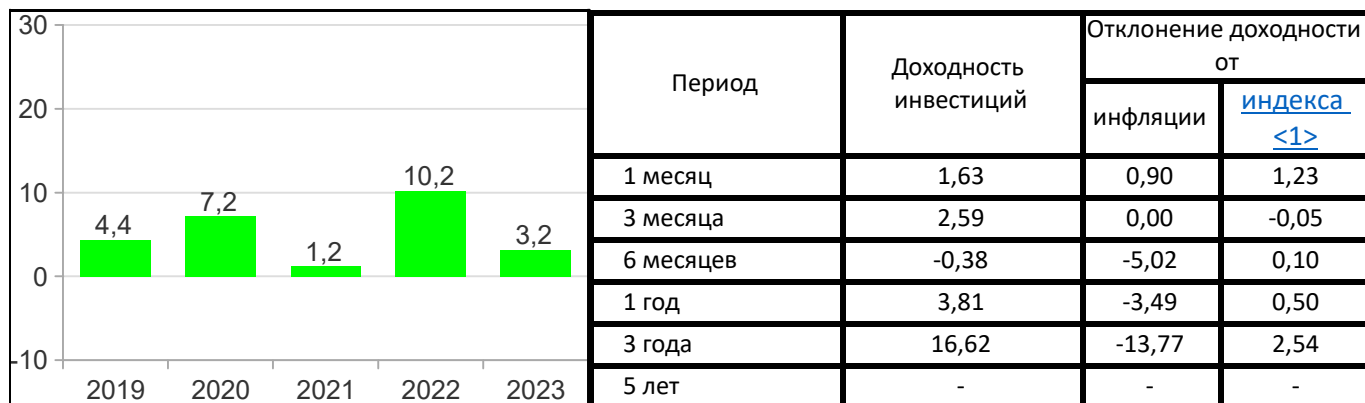 30
20
10
0
-10
4,4
7,2
1,2
10,2
3,2
2019 2020 2021 2022 2023
Период
Доходность
инвестиций
Отклонение доходности
от
инфляции
индекса
<1>
1 месяц 1,63 0,90 1,23
3 месяца 2,59 0,00 -0,05
6 месяцев -0,38 -5,02 0,10
1 год 3,81 -3,49 0,50
3 года 16,62 -13,77 2,54
5 лет - - -